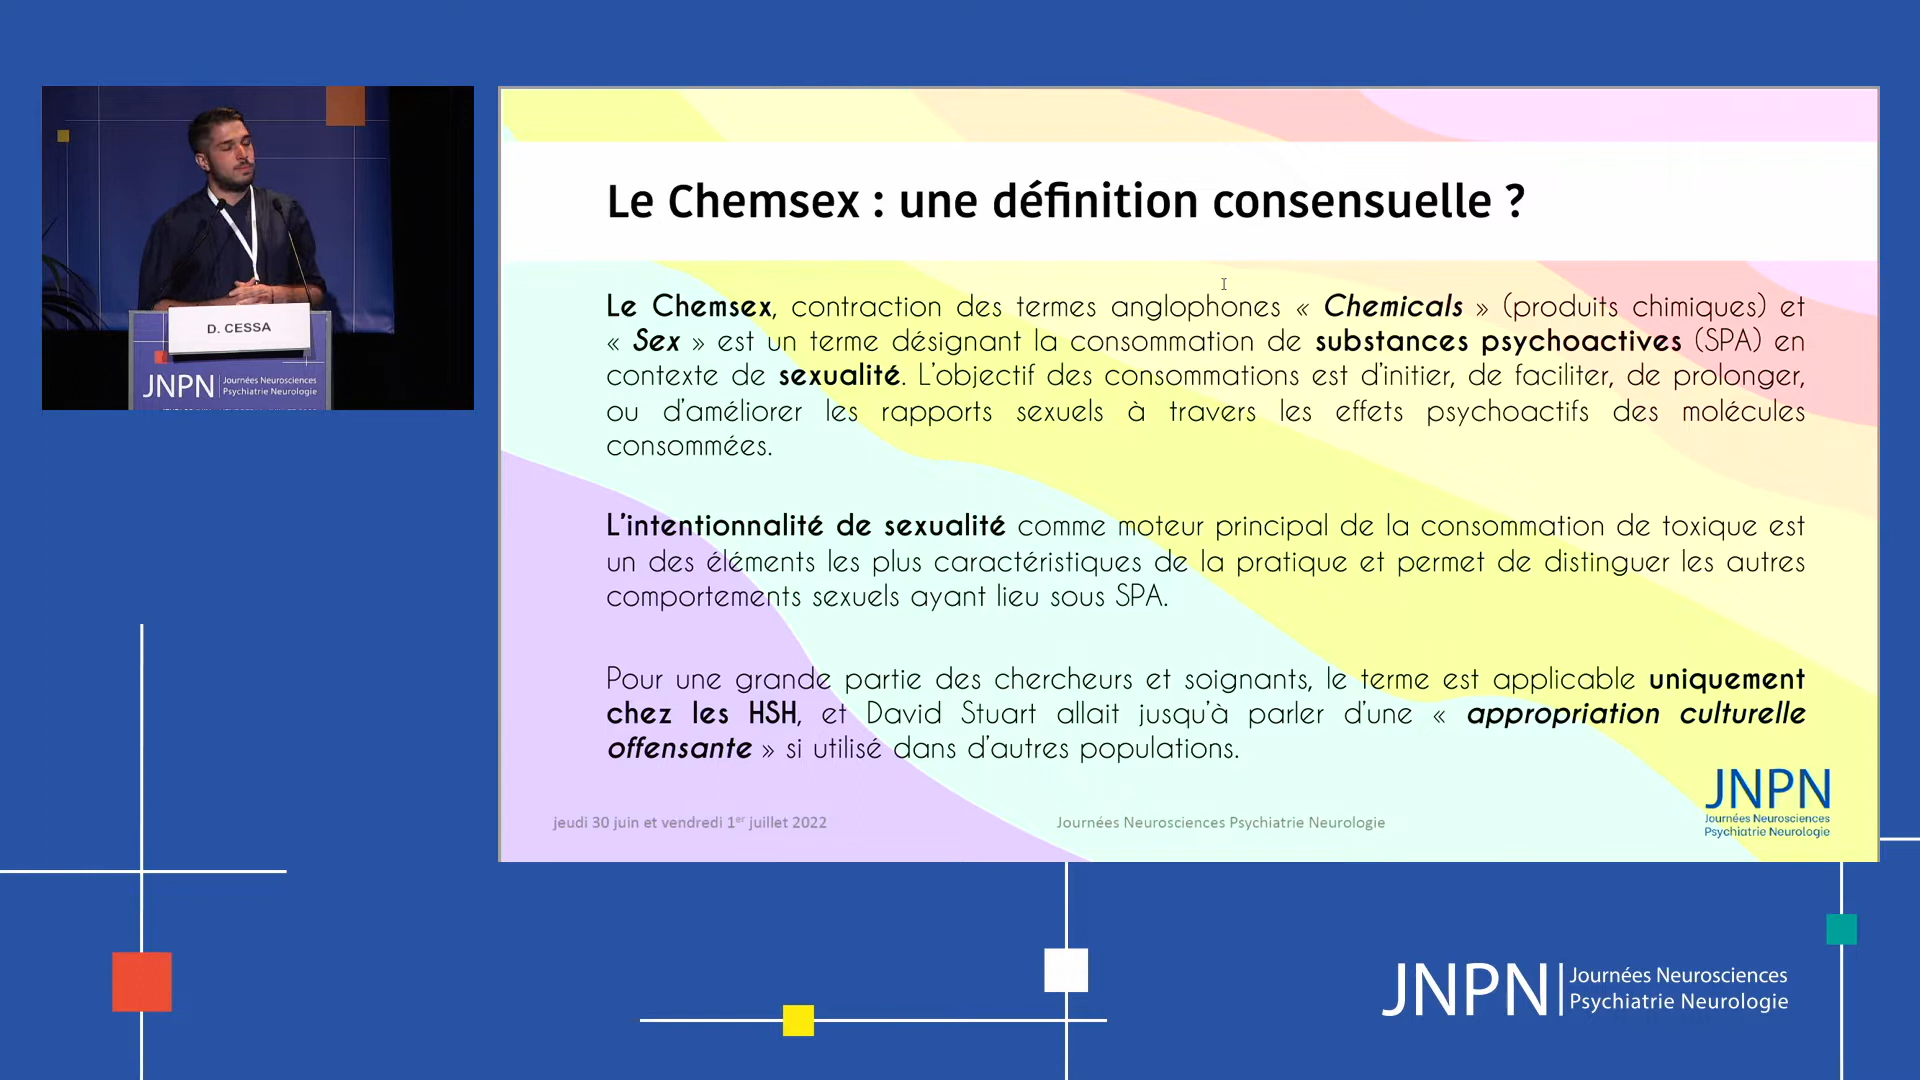 D. CESSA
JNPN Journées Neurosciences
Psychiatrie Neurologie
Le Chemsex : une définition consensuelle ?
Le Chemsex, contraction des termes anglophones « Chemicals » (produits chimiques) et
« Sex » est un terme désignant la consommation de substances psychoactives (SPA) en
contexte de sexualité. L'objectif des consommations est d'initier, de faciliter, de prolonger,
ou d'améliorer les rapports sexuels à travers les effets psychoactifs des molécules
consommées.
L'intentionnalité de sexualité comme moteur principal de la consommation de toxique est
un des éléments les plus caractéristiques de la pratique et permet de distinguer les autres
comportements sexuels ayant lieu sous SPA.
Pour une grande partie des chercheurs et soignants, le terme est applicable uniquement
chez les HSH, et David Stuart allait jusqu'à parler d'une « appropriation culturelle
offensante » si utilisé dans d'autres populations.
JNPN
Journées Neurosciences
Psychiatrie Neurologie
jeudi 30 juin et vendredi 1er juillet 2022
Journées Neurosciences Psychiatrie Neurologie
JNPN Journées Neurosciences
Psychiatrie Neurologie